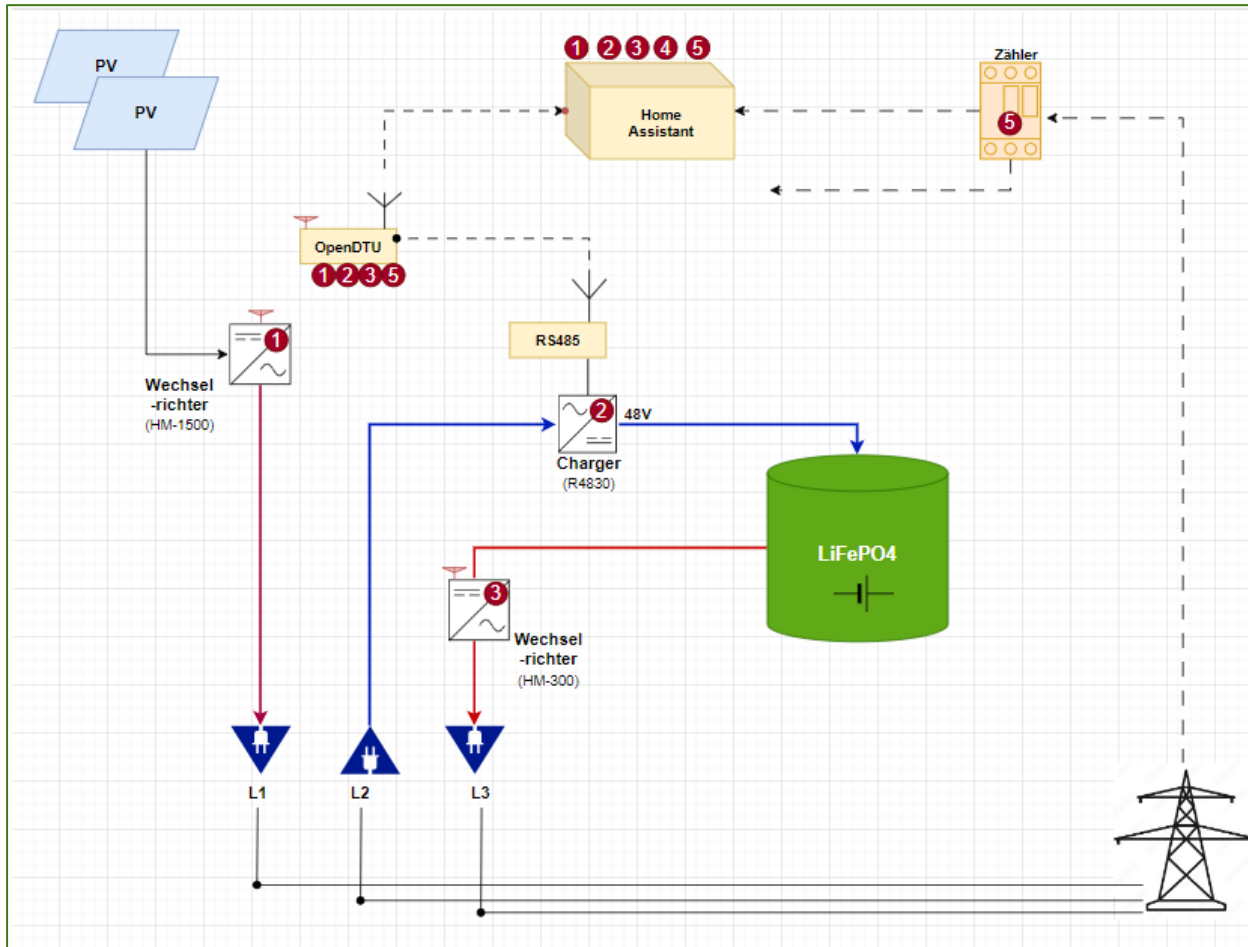 1 2 3 4 5
Zähler
PV
PV
Home
Assistant
5
OpenDTU
1 2 3 5
1
RS485
Wechsel
-richter
(HM-1500)
2
48V
Charger
(R4830)
LiFePO4
3
Wechsel
-richter
(HM-300)
L1
L2
L3